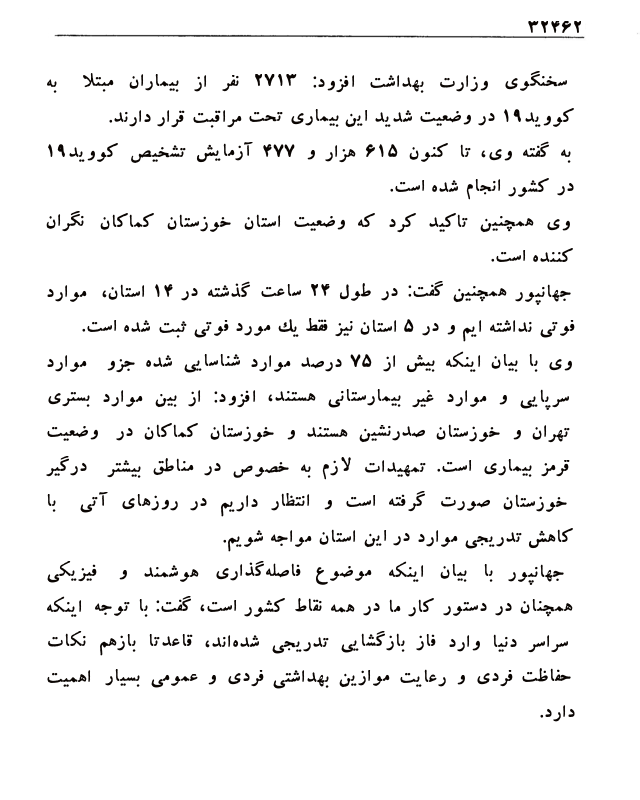 ۳۲۴۶۲
سخنگوی وزارت بهداشت افزود: ۲۷۱۳ نفر از بیماران مبتلا به
کووید۱۹ در وضعیت شدید این بیماری تحت مراقبت قرار دارند.
به گفته وی، تا کنون ۶۱۵ هزار و ۴۷۷ آزمایش تشخیص کووید۱۹
در کشور انجام شده است.
وی همچنین تاکید کرد که وضعیت استان خوزستان کماکان نگران
کننده است.
جهانپور همچنین گفت: در طول ۲۴ ساعت گذشته در ۱۴ استان، موارد
فوتی نداشته ایم و در ۵ استان نیز فقط یك مورد فوتی ثبت شده است.
وی با بیان اینکه بیش از ۷۵ درصد موارد شناسایی شده جزو موارد
سرپایی و موارد غیر بیمارستانی هستند، افزود: از بین موارد بستری
تهران و خوزستان صدرنشین هستند و خوزستان کماکان در وضعیت
قرمز بیماری است. تمهیدات لازم به خصوص در مناطق بیشتر درگیر
خوزستان صورت گرفته است و انتظار داریم در روزهای آتی با
کاهش تدریجی موارد در این استان مواجه شویم.
جهانپور با بیان اینکه موضوع فاصله‌گذاری هوشمند و فیزیکی
همچنان در دستور کار ما در همه نقاط کشور است، گفت: با توجه اینکه
سراسر دنیا وارد فاز بازگشایی تدریجی شده‌اند، قاعدتا بازهم نکات
حفاظت فردی و رعایت موازین بهداشتی فردی و عمومی بسیار اهمیت
دارد.